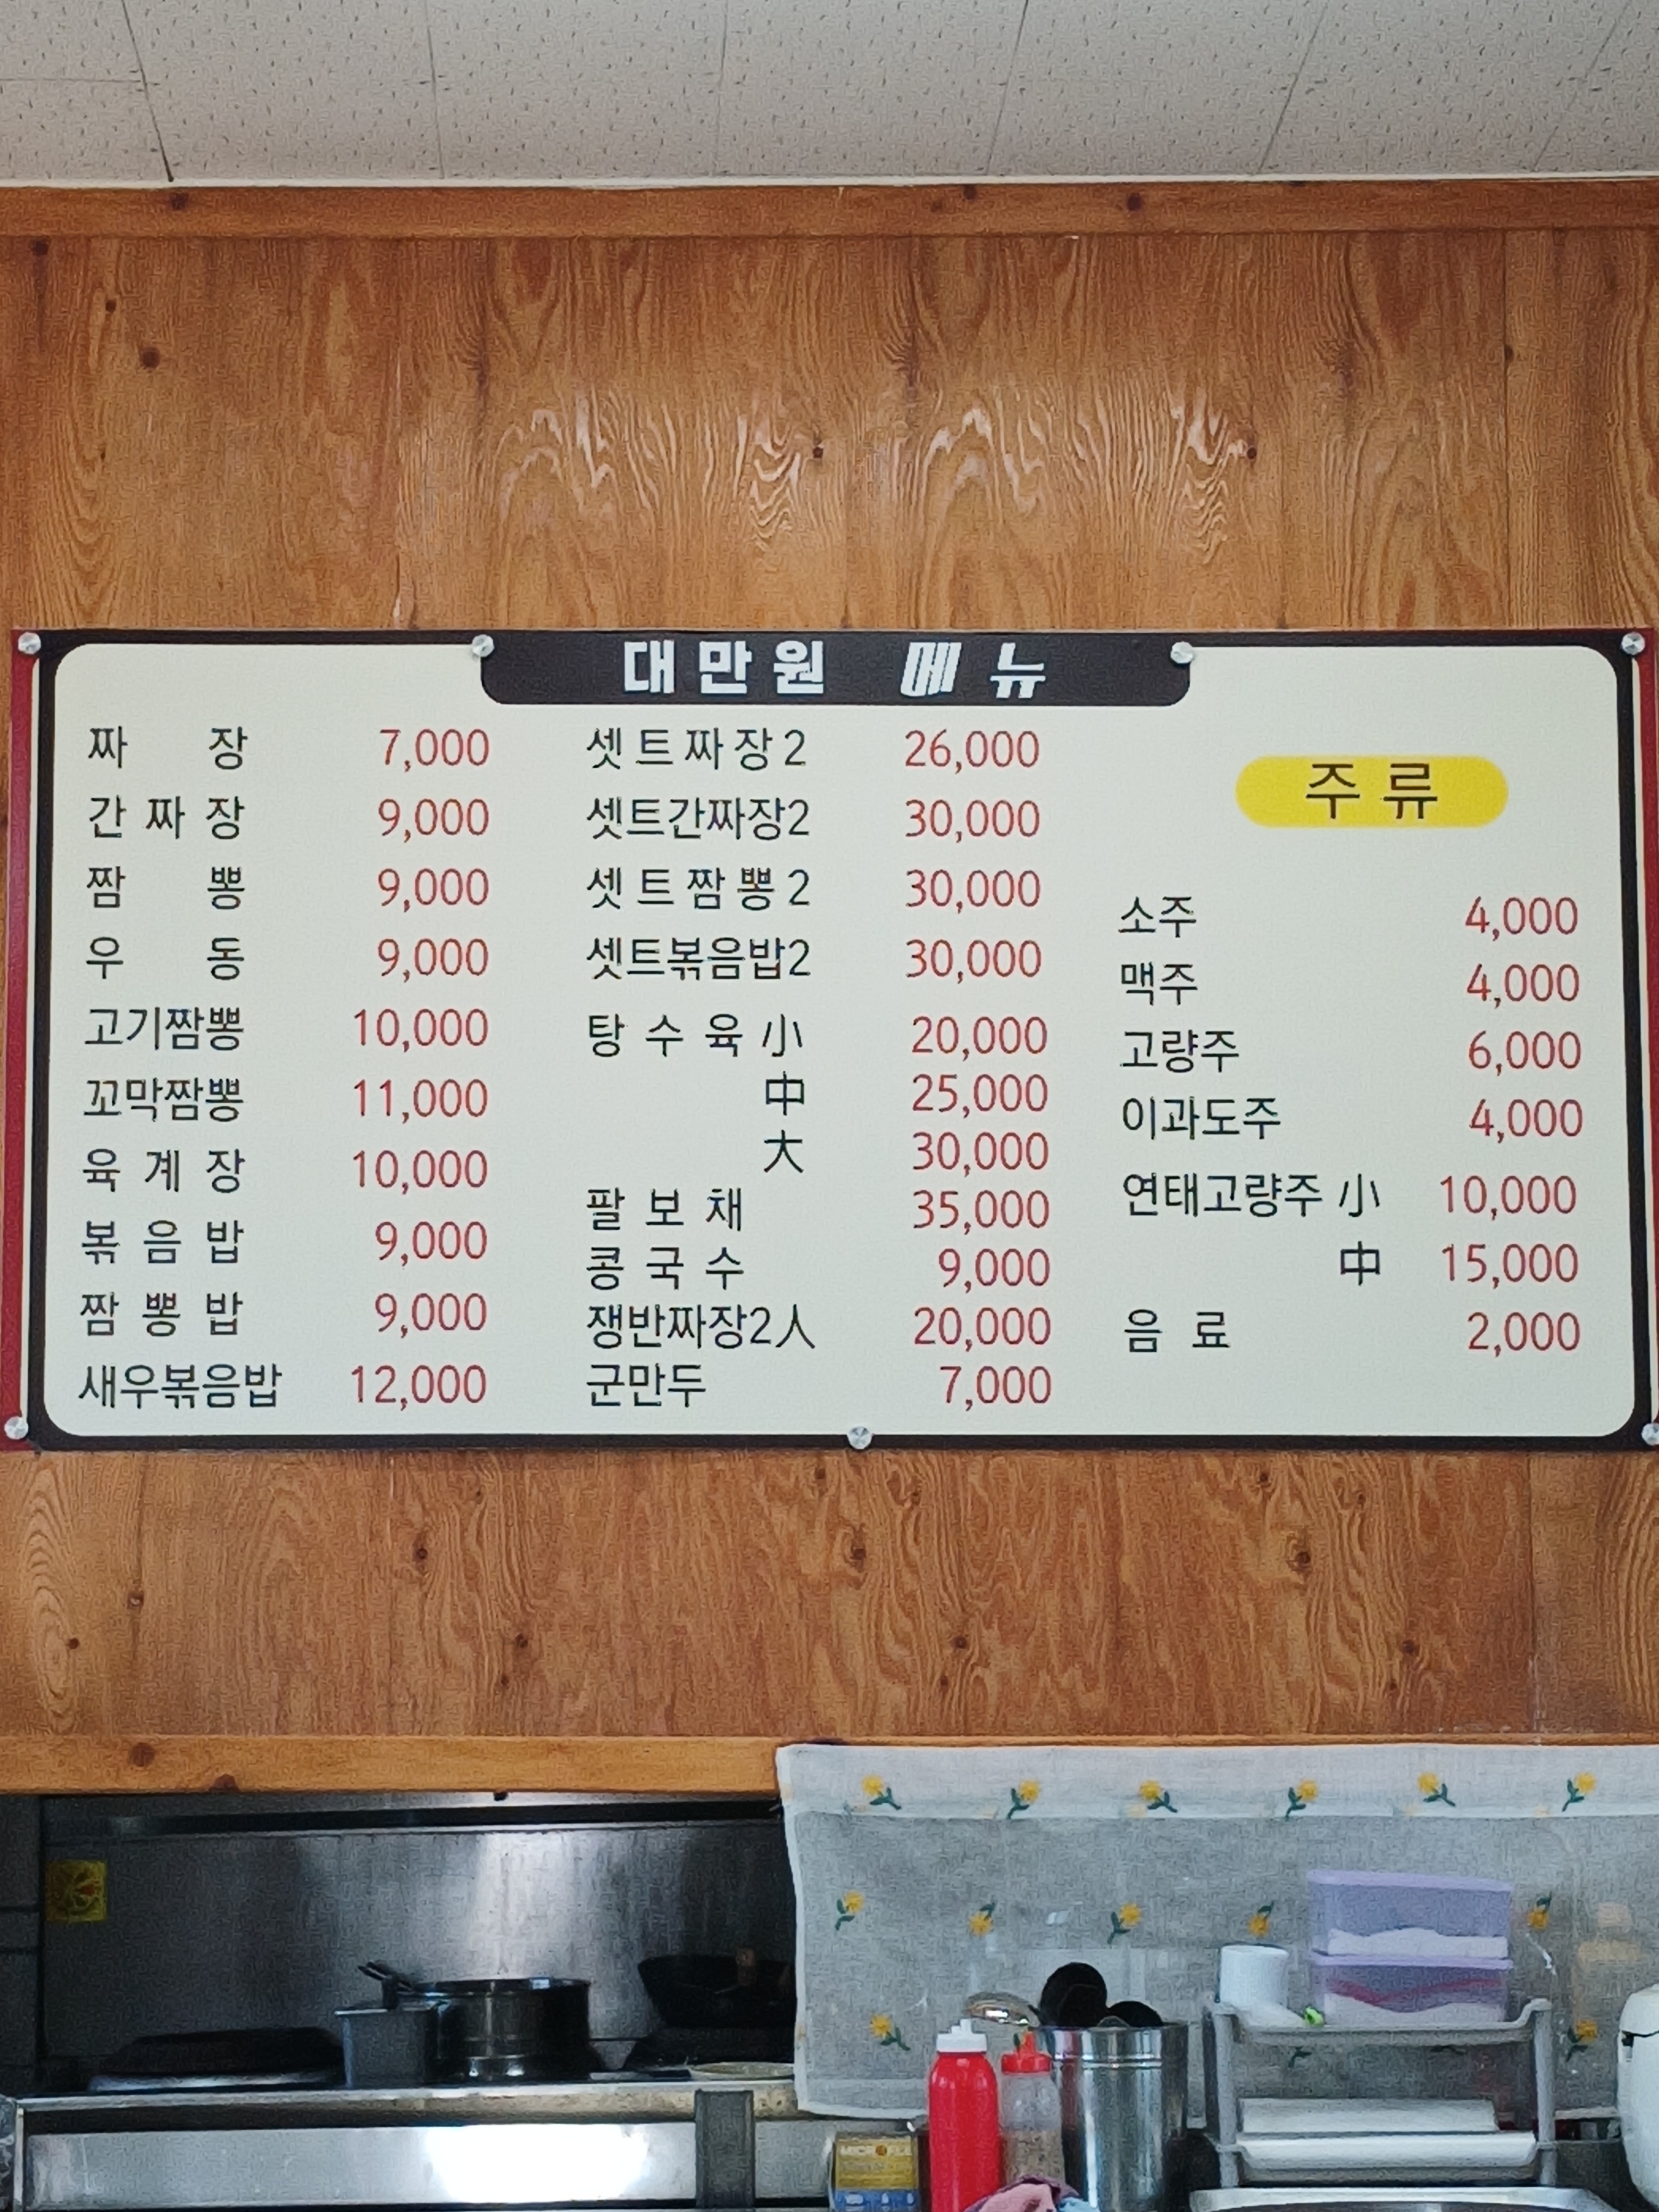 대만원 메뉴
짜 장 7,000
간 짜 장 9,000
짬 뽕 9,000
우 동 9,000
고기짬뽕 10,000
꼬막짬뽕 11,000
육 계 장 10,000
볶 음 밥 9,000
짬 뽕 밥 9,000
새우볶음밥 12,000
셋 트 짜 장 2 26,000
셋트간짜장2 30,000
셋 트 짬 뽕 2 30,000
셋트볶음밥2 30,000
탕 수 육 小 20,000
中 25,000
大 30,000
팔 보 채 35,000
콩 국 수 9,000
쟁반짜장2人 20,000
군만두 7,000
주 류
소주 4,000
맥주 4,000
고량주 6,000
이과도주 4,000
연태고량주 小 10,000
中 15,000
음 료 2,000